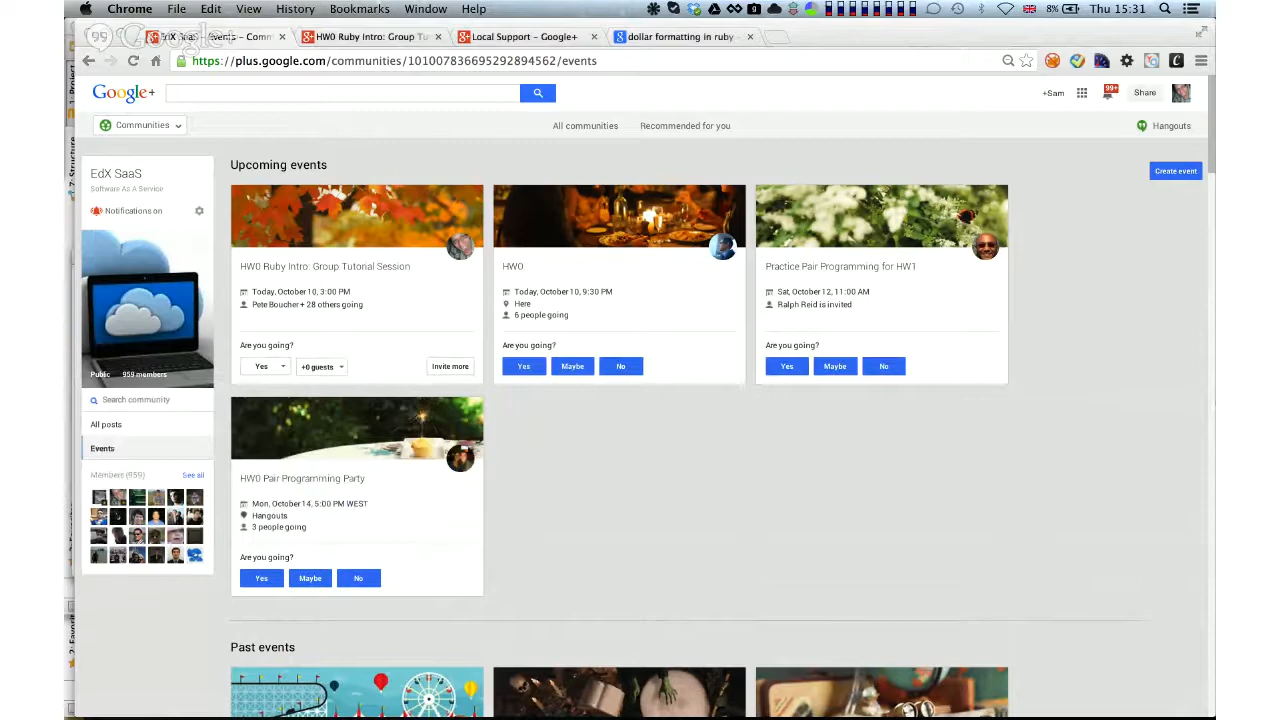 Chrome File Edit View History Bookmarks Window Help 8% Thu 15:31
EdX SaaS – Events – Comm HW0 Ruby Intro: Group Tu Local Support – Google+ dollar formatting in ruby –
https://plus.google.com/communities/101007836695292894562/events
Google+ +Sam 99+ Share
Communities All communities Recommended for you Hangouts
EdX SaaS
Software As A Service
Notifications on
Public 959 members
Search community
All posts
Events
Members (959) See all
Upcoming events
Create event
HW0 Ruby Intro: Group Tutorial Session
Today, October 10, 3:00 PM
Pete Boucher + 28 others going
Are you going?
Yes +0 guests Invite more
HW0
Today, October 10, 9:30 PM
Here
6 people going
Are you going?
Yes Maybe No
Practice Pair Programming for HW1
Sat, October 12, 11:00 AM
Ralph Reid is invited
Are you going?
Yes Maybe No
HW0 Pair Programming Party
Mon, October 14, 5:00 PM WEST
Hangouts
3 people going
Are you going?
Yes Maybe No
Past events